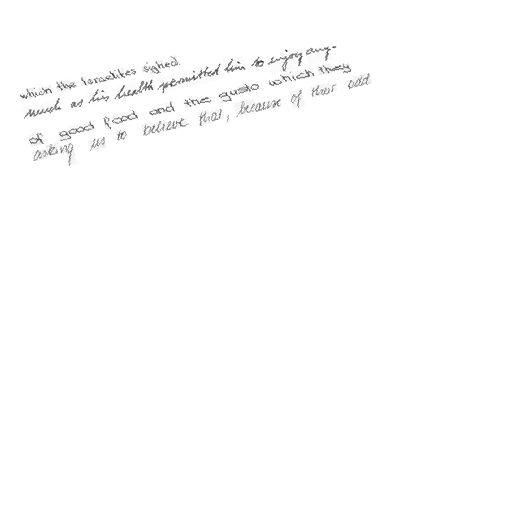 which the Israelites sighed.
much as his health permitted him to enjoy any-
of good food and the gusto which they
asking us to believe that, because of their odd